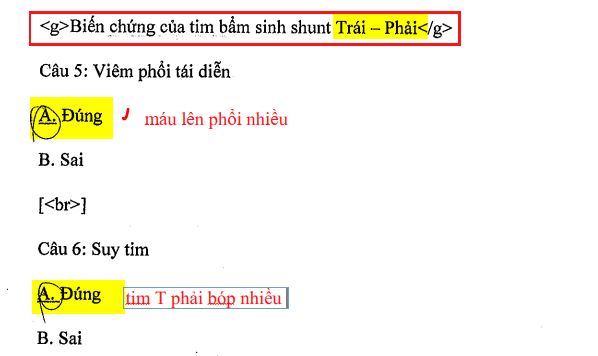 <g>Biến chứng của tim bẩm sinh shunt Trái – Phải</g>
Câu 5: Viêm phổi tái diễn
A. Đúng máu lên phổi nhiều
B. Sai
[<br>]
Câu 6: Suy tim
A. Đúng tim T phải bóp nhiều
B. Sai